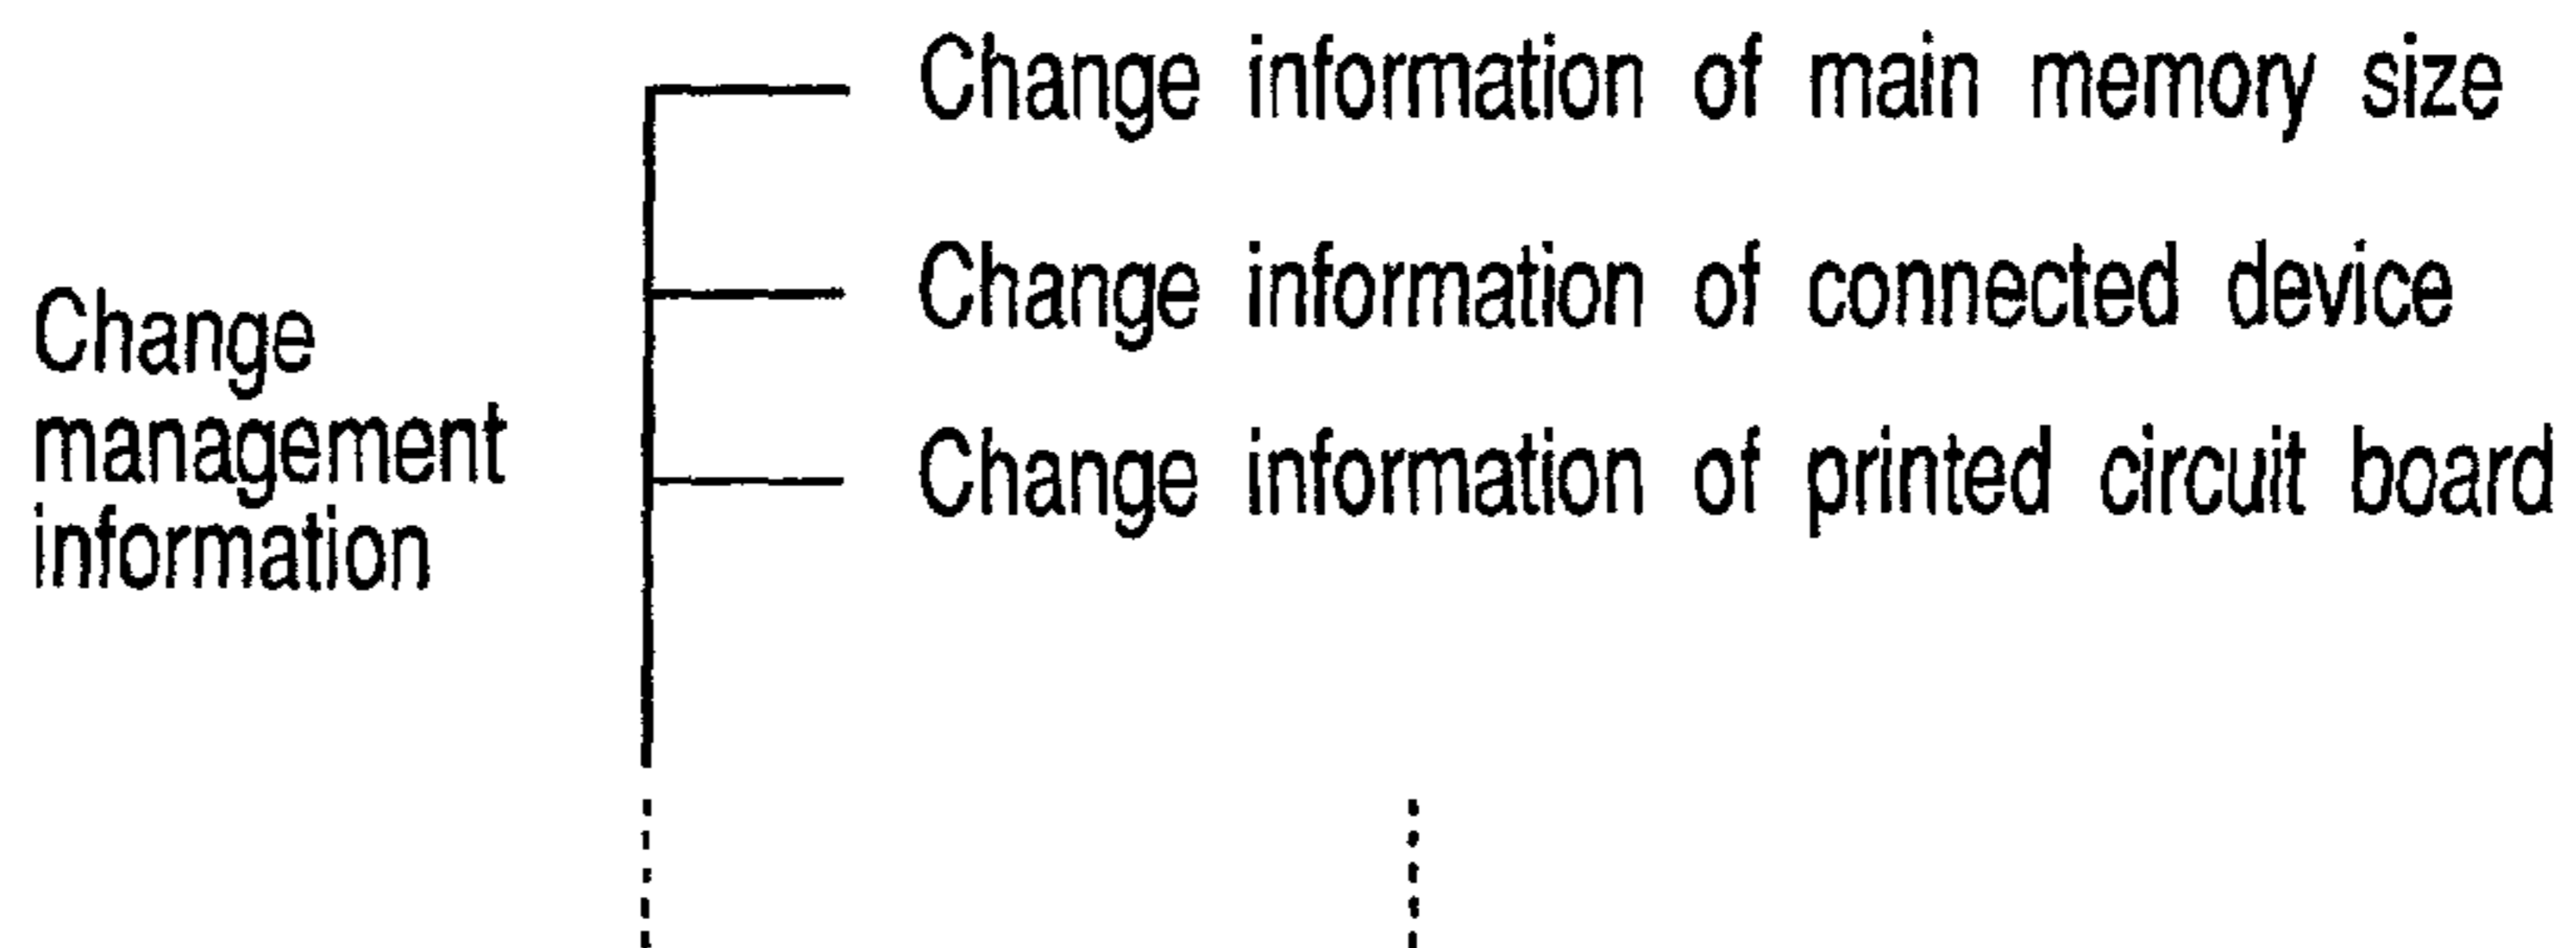 Change information of main memory size
Change information of connected device
Change
management
information
Change information of printed circuit board